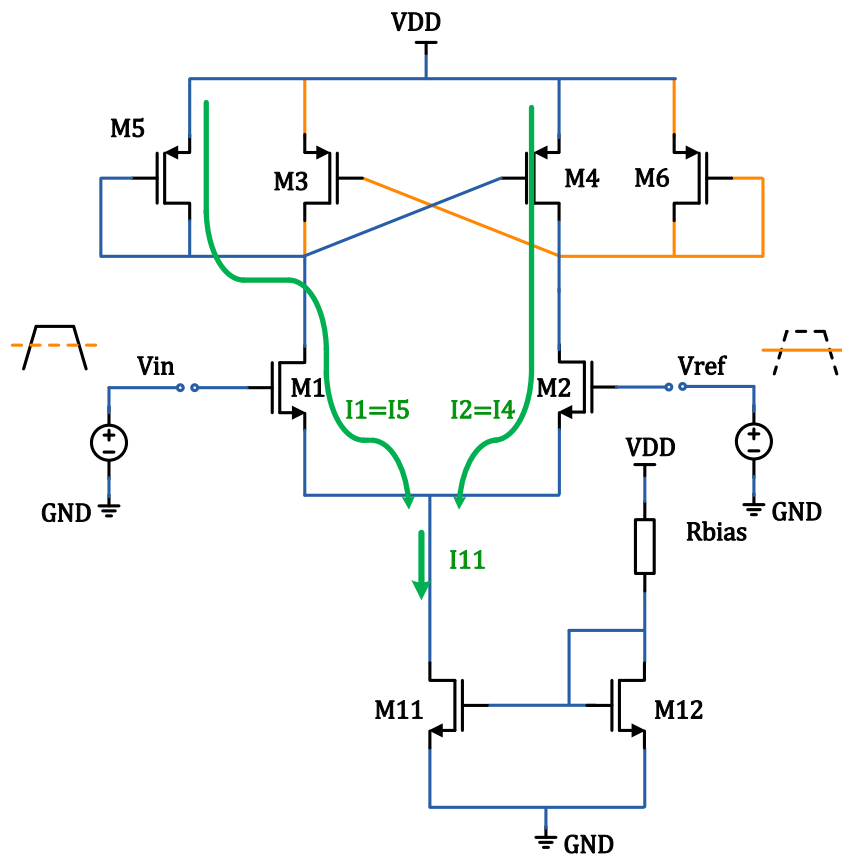 VDD
M5
M3
M4
M6
Vin
M1
M2
Vref
I1=I5
I2=I4
VDD
GND
GND
Rbias
I11
M11
M12
GND